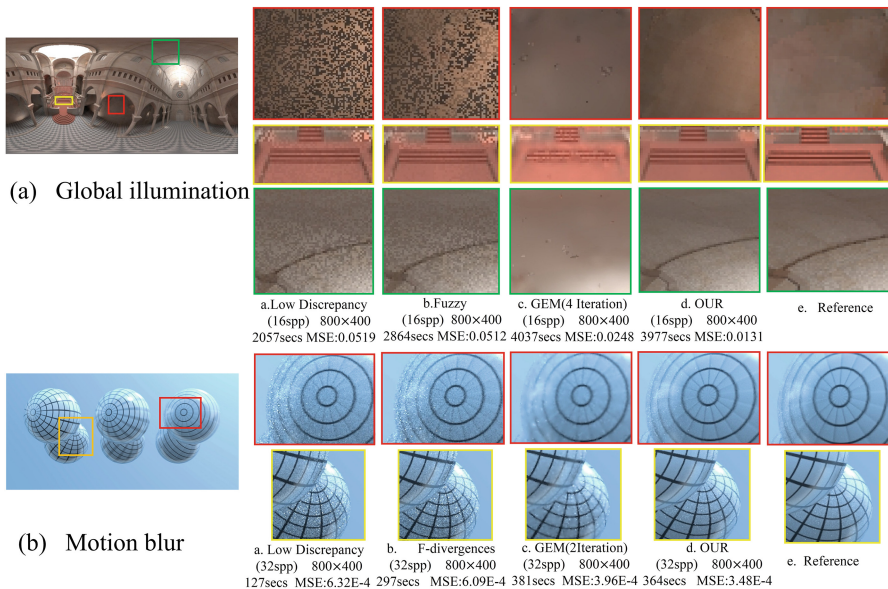 (a) Global illumination
a.Low Discrepancy
(16spp) 800×400
2057secs MSE:0.0519
b.Fuzzy
(16spp) 800×400
2864secs MSE:0.0512
c. GEM(4 Iteration)
(16spp) 800×400
4037secs MSE:0.0248
d. OUR
(16spp) 800×400
3977secs MSE:0.0131
e. Reference
(b) Motion blur
a. Low Discrepancy
(32spp) 800×400
127secs MSE:6.32E-4
b. F-divergences
(32spp) 800×400
297secs MSE:6.09E-4
c. GEM(2Iteration)
(32spp) 800×400
381secs MSE:3.96E-4
d. OUR
(32spp) 800×400
364secs MSE:3.48E-4
e. Reference